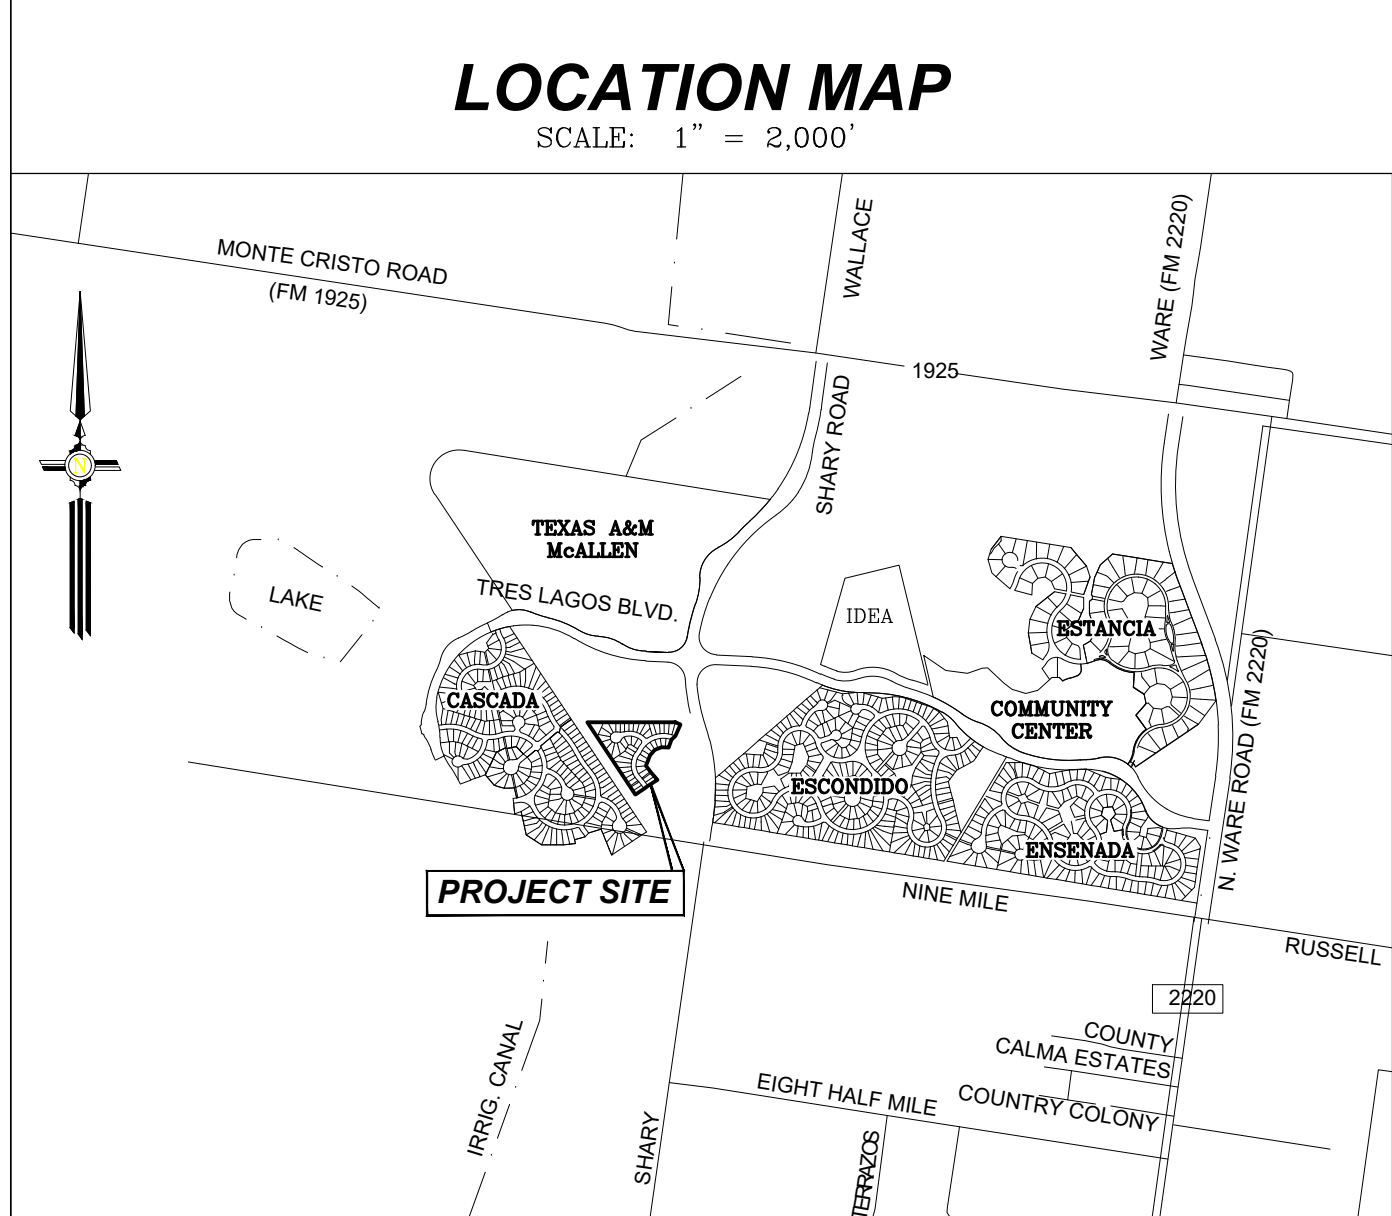 LOCATION MAP
SCALE: 1" = 2,000'
MONTE CRISTO ROAD
(FM 1925)
WALLACE
WARE (FM 2220)
1925
SHARY ROAD
N
TEXAS A&M
McALLEN
TRES LAGOS BLVD.
LAKE
IDEA
ESTANCIA
CASCADA
COMMUNITY
CENTER
N. WARE ROAD (FM 2220)
ESCONDIDO
ENSENADA
PROJECT SITE
NINE MILE
RUSSELL
2220
IRRIG. CANAL
COUNTY
CALMA ESTATES
EIGHT HALF MILE
COUNTRY COLONY
SHARY
TERRAZOS